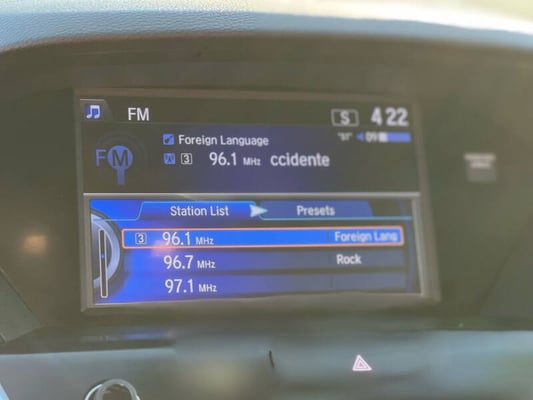 FM S 4:22
Foreign Language 09
FM 3 96.1 MHz ccidente
Station List Presets
3 96.1 MHz Foreign Lang
96.7 MHz Rock
97.1 MHz